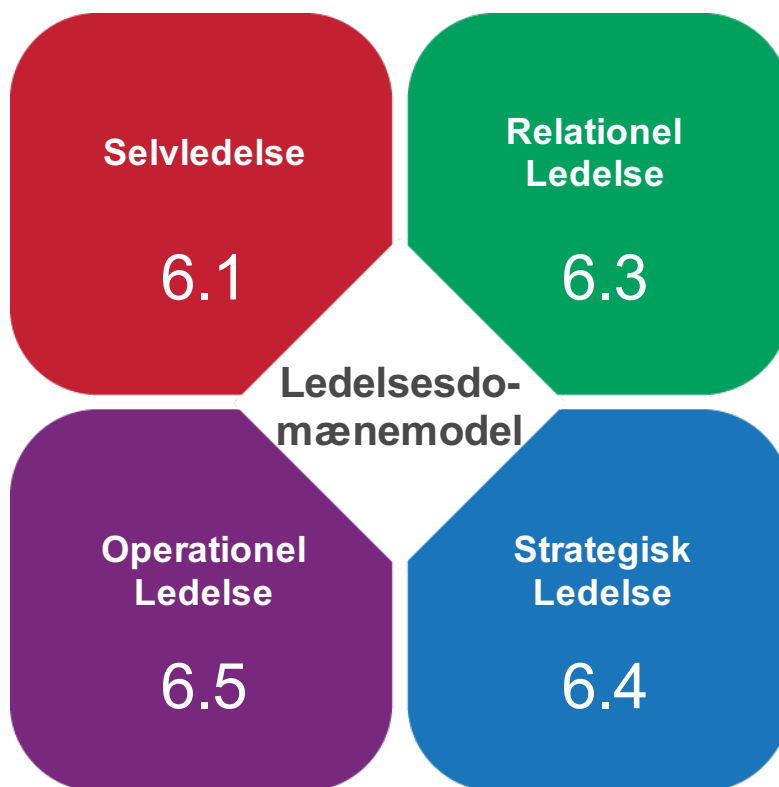 Selvledelse
6.1
Relationel
Ledelse
6.3
Ledelsesdo-
mænemodel
Operationel
Ledelse
6.5
Strategisk
Ledelse
6.4